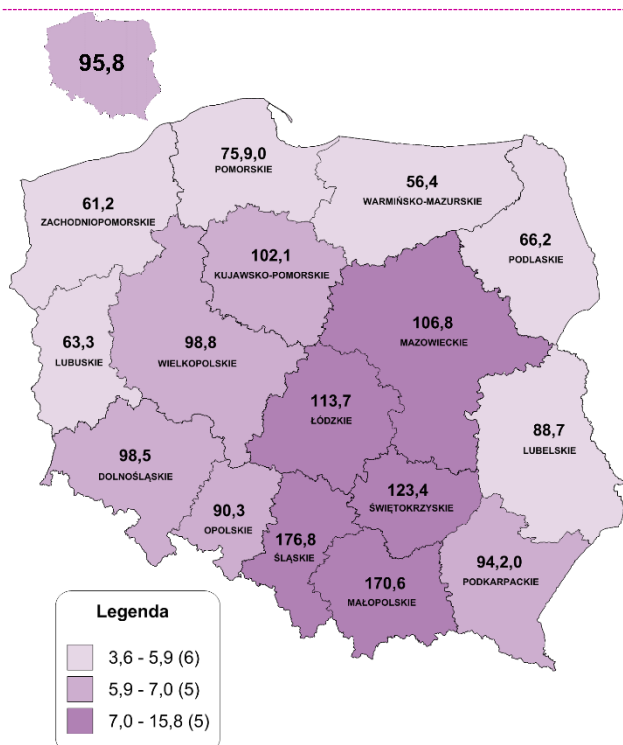 95,8
75,9,0
POMORSKIE
56,4
WARMIŃSKO-MAZURSKIE
61,2
ZACHODNIOPOMORSKIE
66,2
PODLASKIE
102,1
KUJAWSKO-POMORSKIE
106,8
MAZOWIECKIE
63,3
LUBUSKIE
98,8
WIELKOPOLSKIE
113,7
ŁÓDZKIE
88,7
LUBELSKIE
98,5
DOLNOŚLĄSKIE
123,4
ŚWIĘTOKRZYSKIE
90,3
OPOLSKIE
176,8
ŚLĄSKIE
94,2,0
PODKARPACKIE
170,6
MAŁOPOLSKIE
Legenda
3,6 - 5,9 (6)
5,9 - 7,0 (5)
7,0 - 15,8 (5)